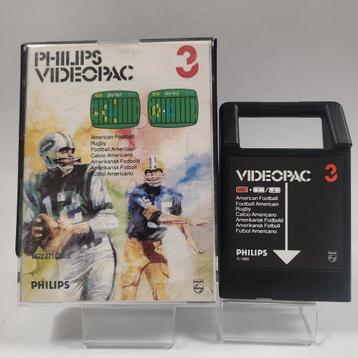 PHILIPS
VIDEOPAC
3
American Football
Rugby
Football Americain
Calcio Americano
Amerikansk Fodbold
Amerikansk Fotboll
Futbol Americano
PHILIPS
VIDEOPAC 3
American Football
Football Americain
Rugby
Calcio Americano
Amerikansk Fodbold
Amerikansk Fotboll
Futbol Americano
PHILIPS